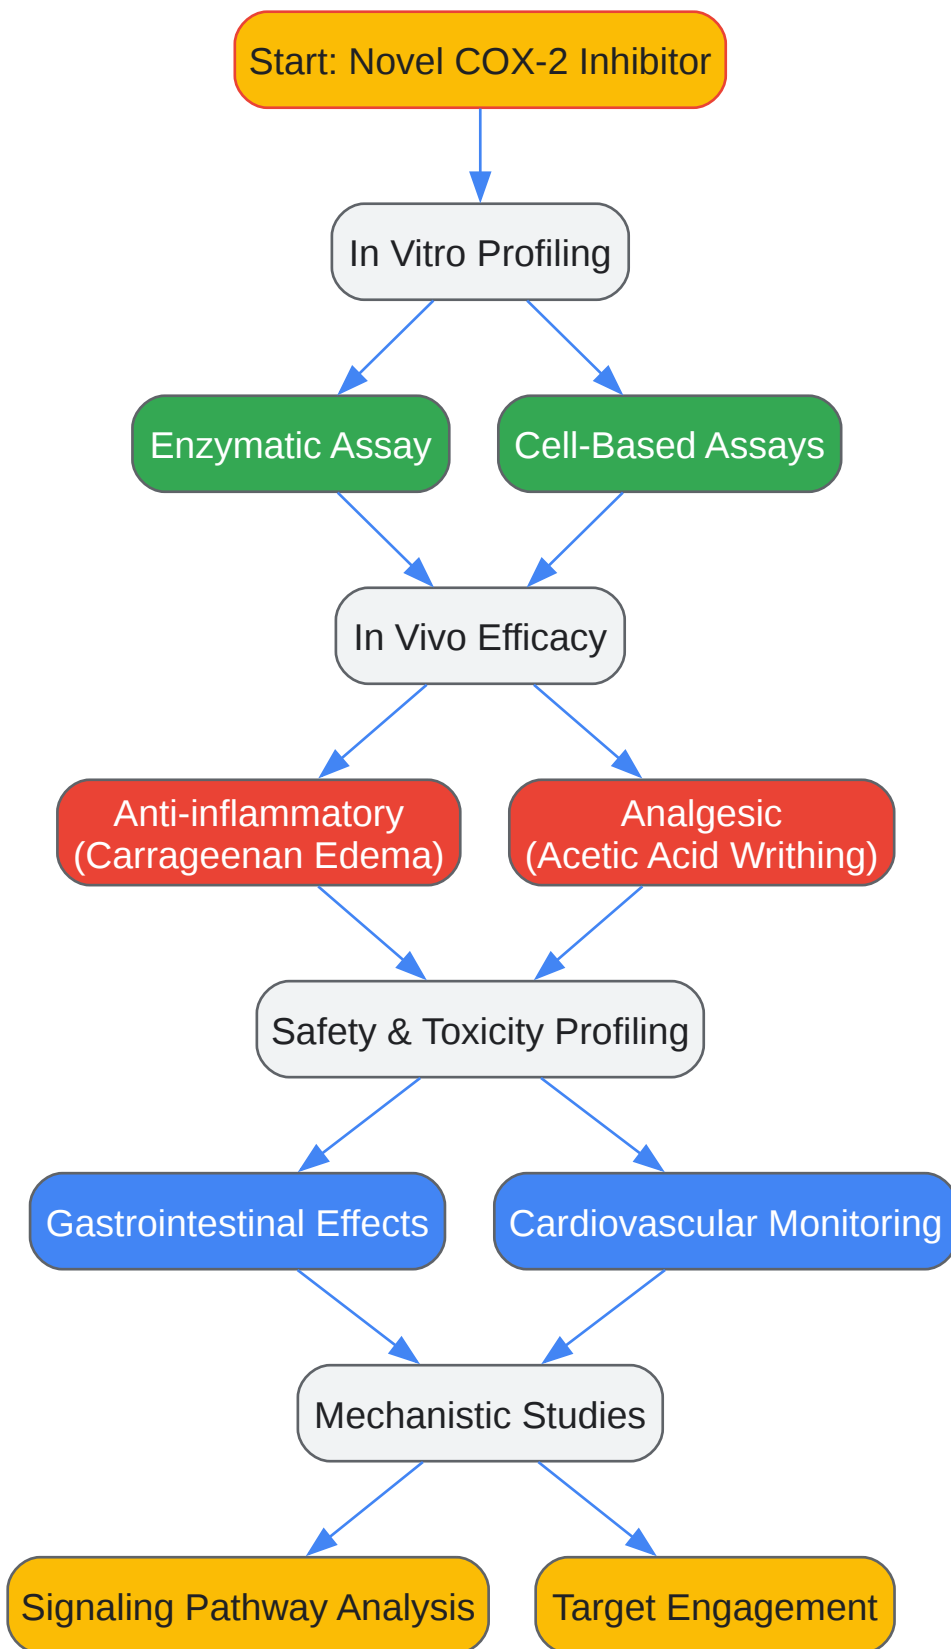 Start: Novel COX-2 Inhibitor
In Vitro Profiling
Enzymatic Assay
Cell-Based Assays
In Vivo Efficacy
Anti-inflammatory
(Carrageenan Edema)
Analgesic
(Acetic Acid Writhing)
Safety & Toxicity Profiling
Gastrointestinal Effects
Cardiovascular Monitoring
Mechanistic Studies
Signaling Pathway Analysis
Target Engagement